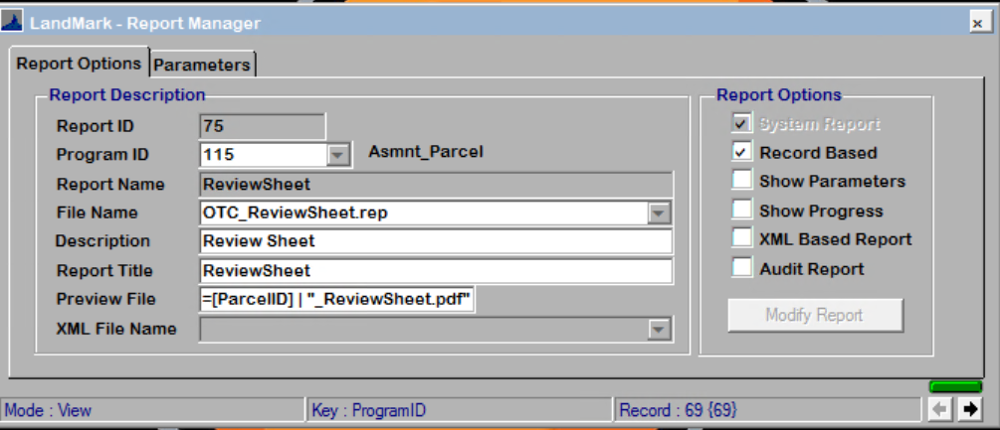 LandMark - Report Manager
Report Options Parameters
Report Description
Report ID 75
Program ID 115 Asmnt_Parcel
Report Name ReviewSheet
File Name OTC_ReviewSheet.rep
Description Review Sheet
Report Title ReviewSheet
Preview File =[ParcelID] | "_ReviewSheet.pdf"
XML File Name
Report Options
System Report
Record Based
Show Parameters
Show Progress
XML Based Report
Audit Report
Modify Report
Mode : View Key : ProgramID Record : 69 {69}